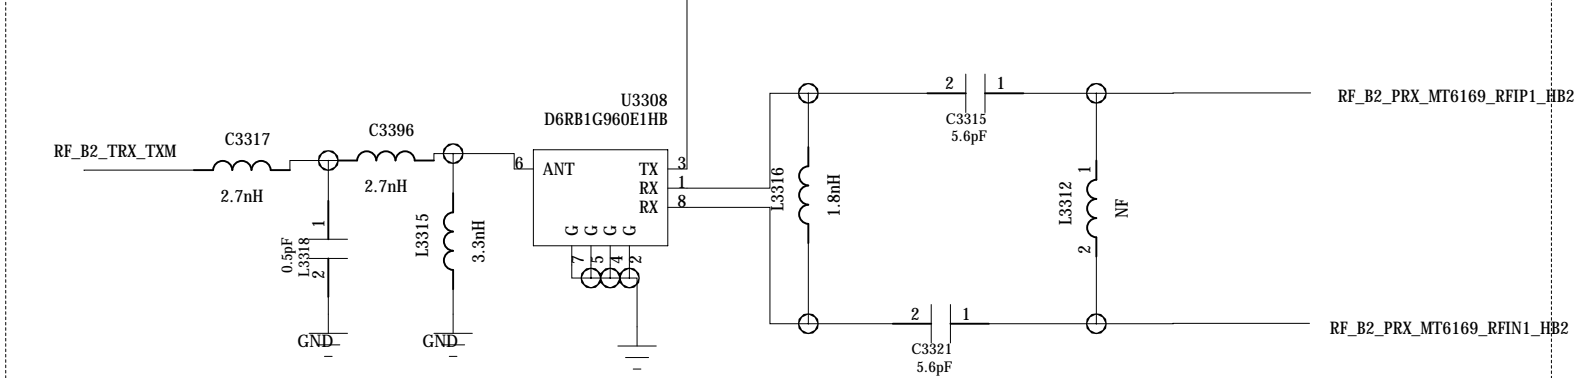 U3308
D6RB1G960E1HB
RF_B2_TRX_TXM
C3317
2.7nH
C3396
2.7nH
1
0.5pF
L3318
2
GND
L3315
3.3nH
GND
6
ANT
TX
3
RX
1
RX
8
G
G
G
G
7
5
4
2
L3316
1.8nH
2
1
C3315
5.6pF
2
1
C3321
5.6pF
1
L3312
NF
2
RF_B2_PRX_MT6169_RFIP1_HB2
RF_B2_PRX_MT6169_RFIN1_HB2